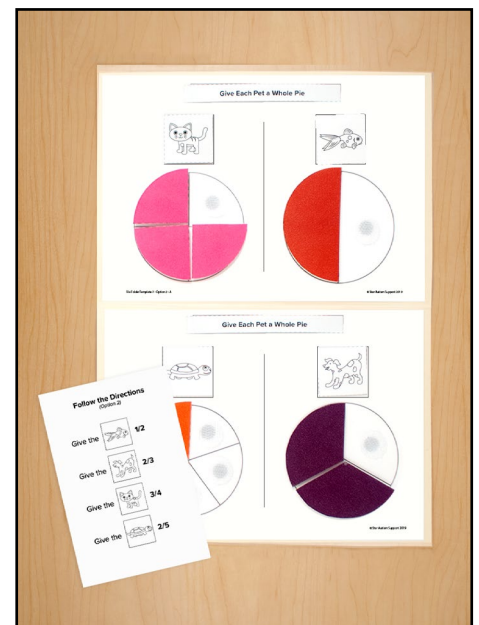 Give Each Pet a Whole Pie
Give Each Pet a Whole Pie
Follow the Directions
(Option 2)
Give the 1/2
Give the 2/3
Give the 3/4
Give the 2/5